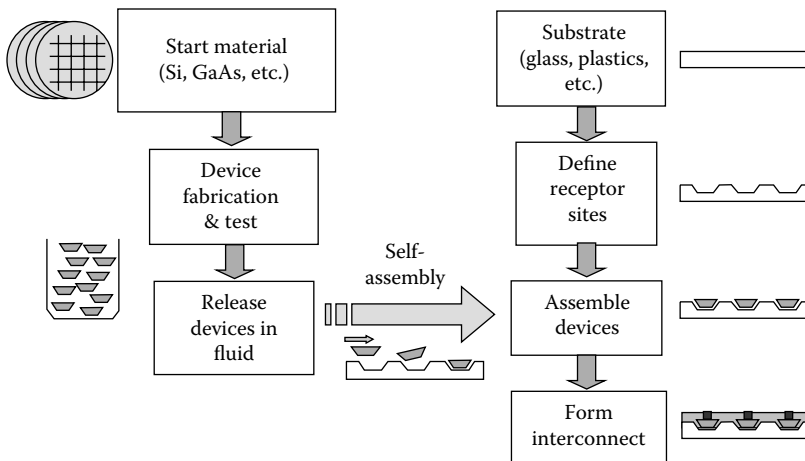 Start material
(Si, GaAs, etc.)
Device
fabrication
& test
Release
devices in
fluid
Self-
assembly
Substrate
(glass, plastics,
etc.)
Define
receptor
sites
Assemble
devices
Form
interconnect